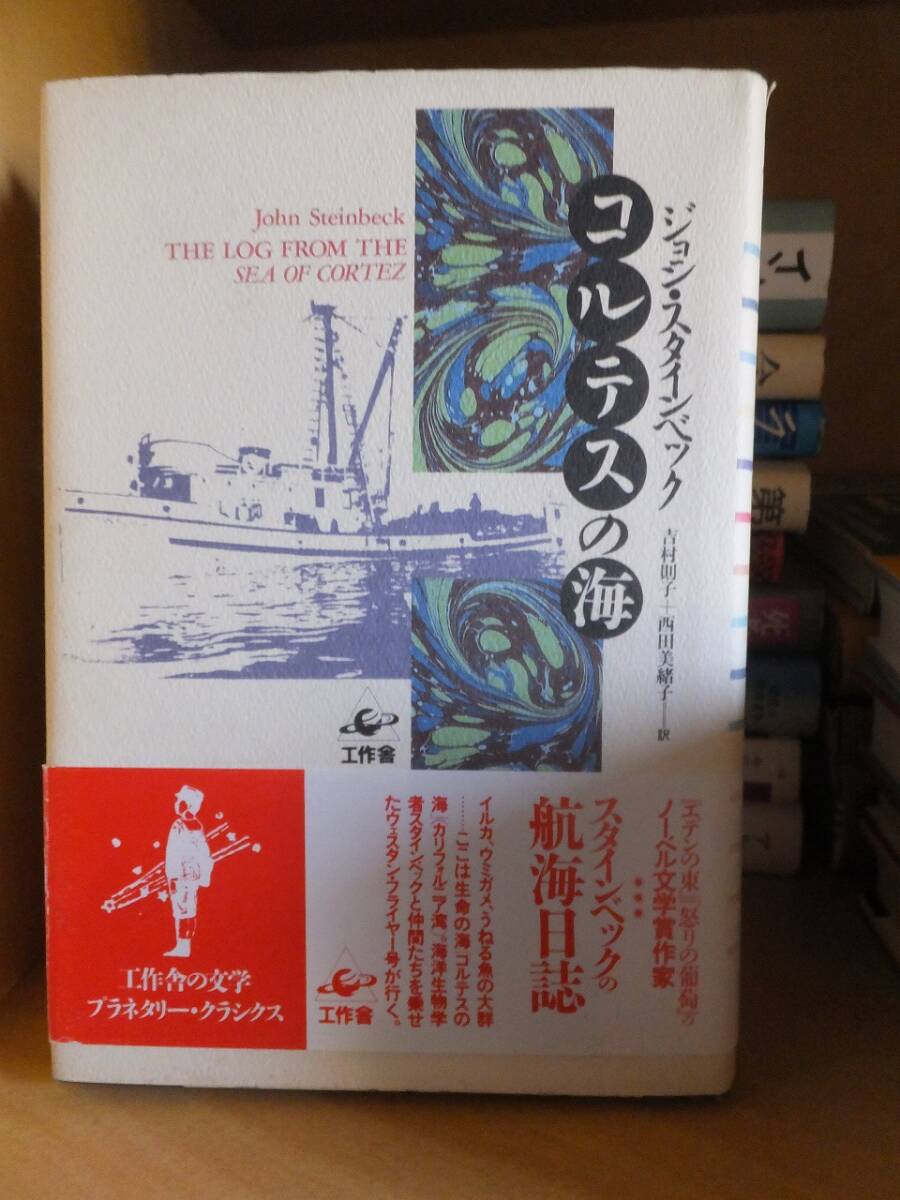 John Steinbeck
THE LOG FROM THE
SEA OF CORTEZ
ジョン・スタインベック
コルテスの海
吉村則子+西田美緒子――訳
工作舎
『エデンの東』『怒りの葡萄』の
ノーベル文学賞作家
スタインベックの
航海日誌
イルカ、ウミガメ、うねる魚の大群
……ここは生命の海「コルテスの
海(カリフォルニア湾)」。海洋生物学
者スタインベックと仲間たちを乗せ
たウェスタン・フライヤー号が行く。
工作舎
工作舎の文学
プラネタリー・クラシクス
第